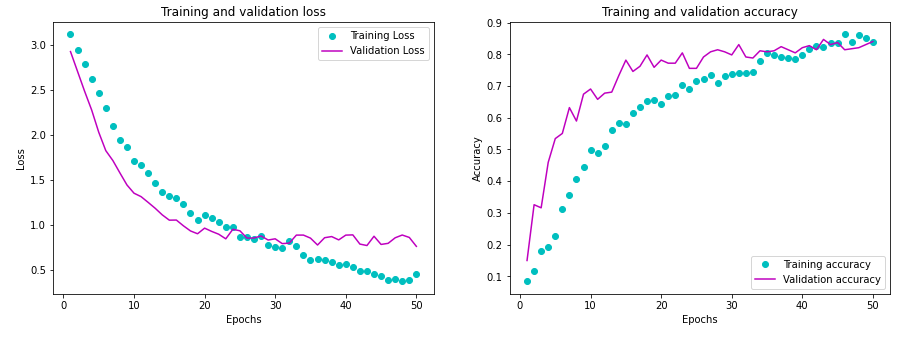 Training and validation loss
3.0
2.5
2.0
1.5
1.0
0.5
Loss
Training Loss
Validation Loss
0 10 20 30 40 50
Epochs
Training and validation accuracy
0.9
0.8
0.7
0.6
0.5
0.4
0.3
0.2
0.1
Accuracy
Training accuracy
Validation accuracy
0 10 20 30 40 50
Epochs